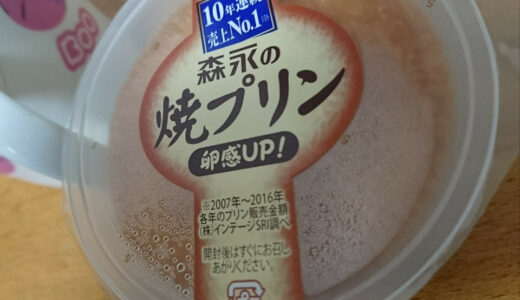 10年連続
売上No.1※
森永の
焼プリン
卵感UP!
※2007年～2016年
各年のプリン販売金額
(株)インテージSRI調べ
開封後はすぐにお召し
あがりください。
プラ
BOO